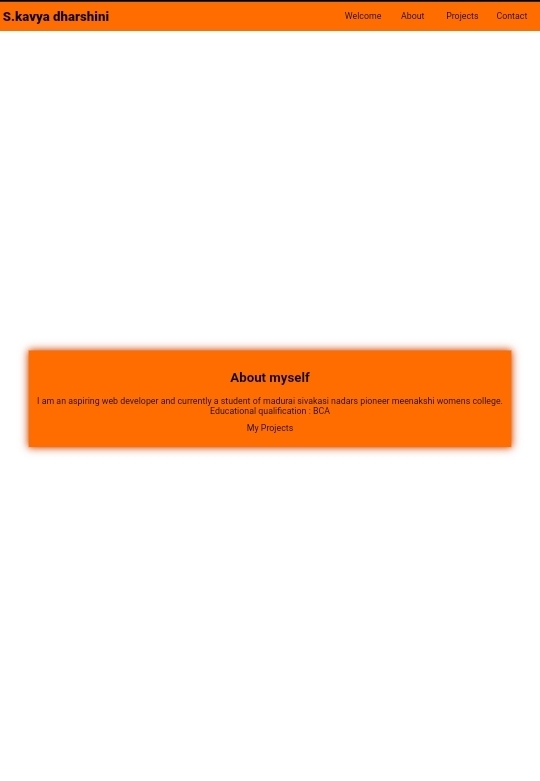 S.kavya dharshini
Welcome About Projects Contact
About myself
I am an aspiring web developer and currently a student of madurai sivakasi nadars pioneer meenakshi womens college.
Educational qualification : BCA
My Projects